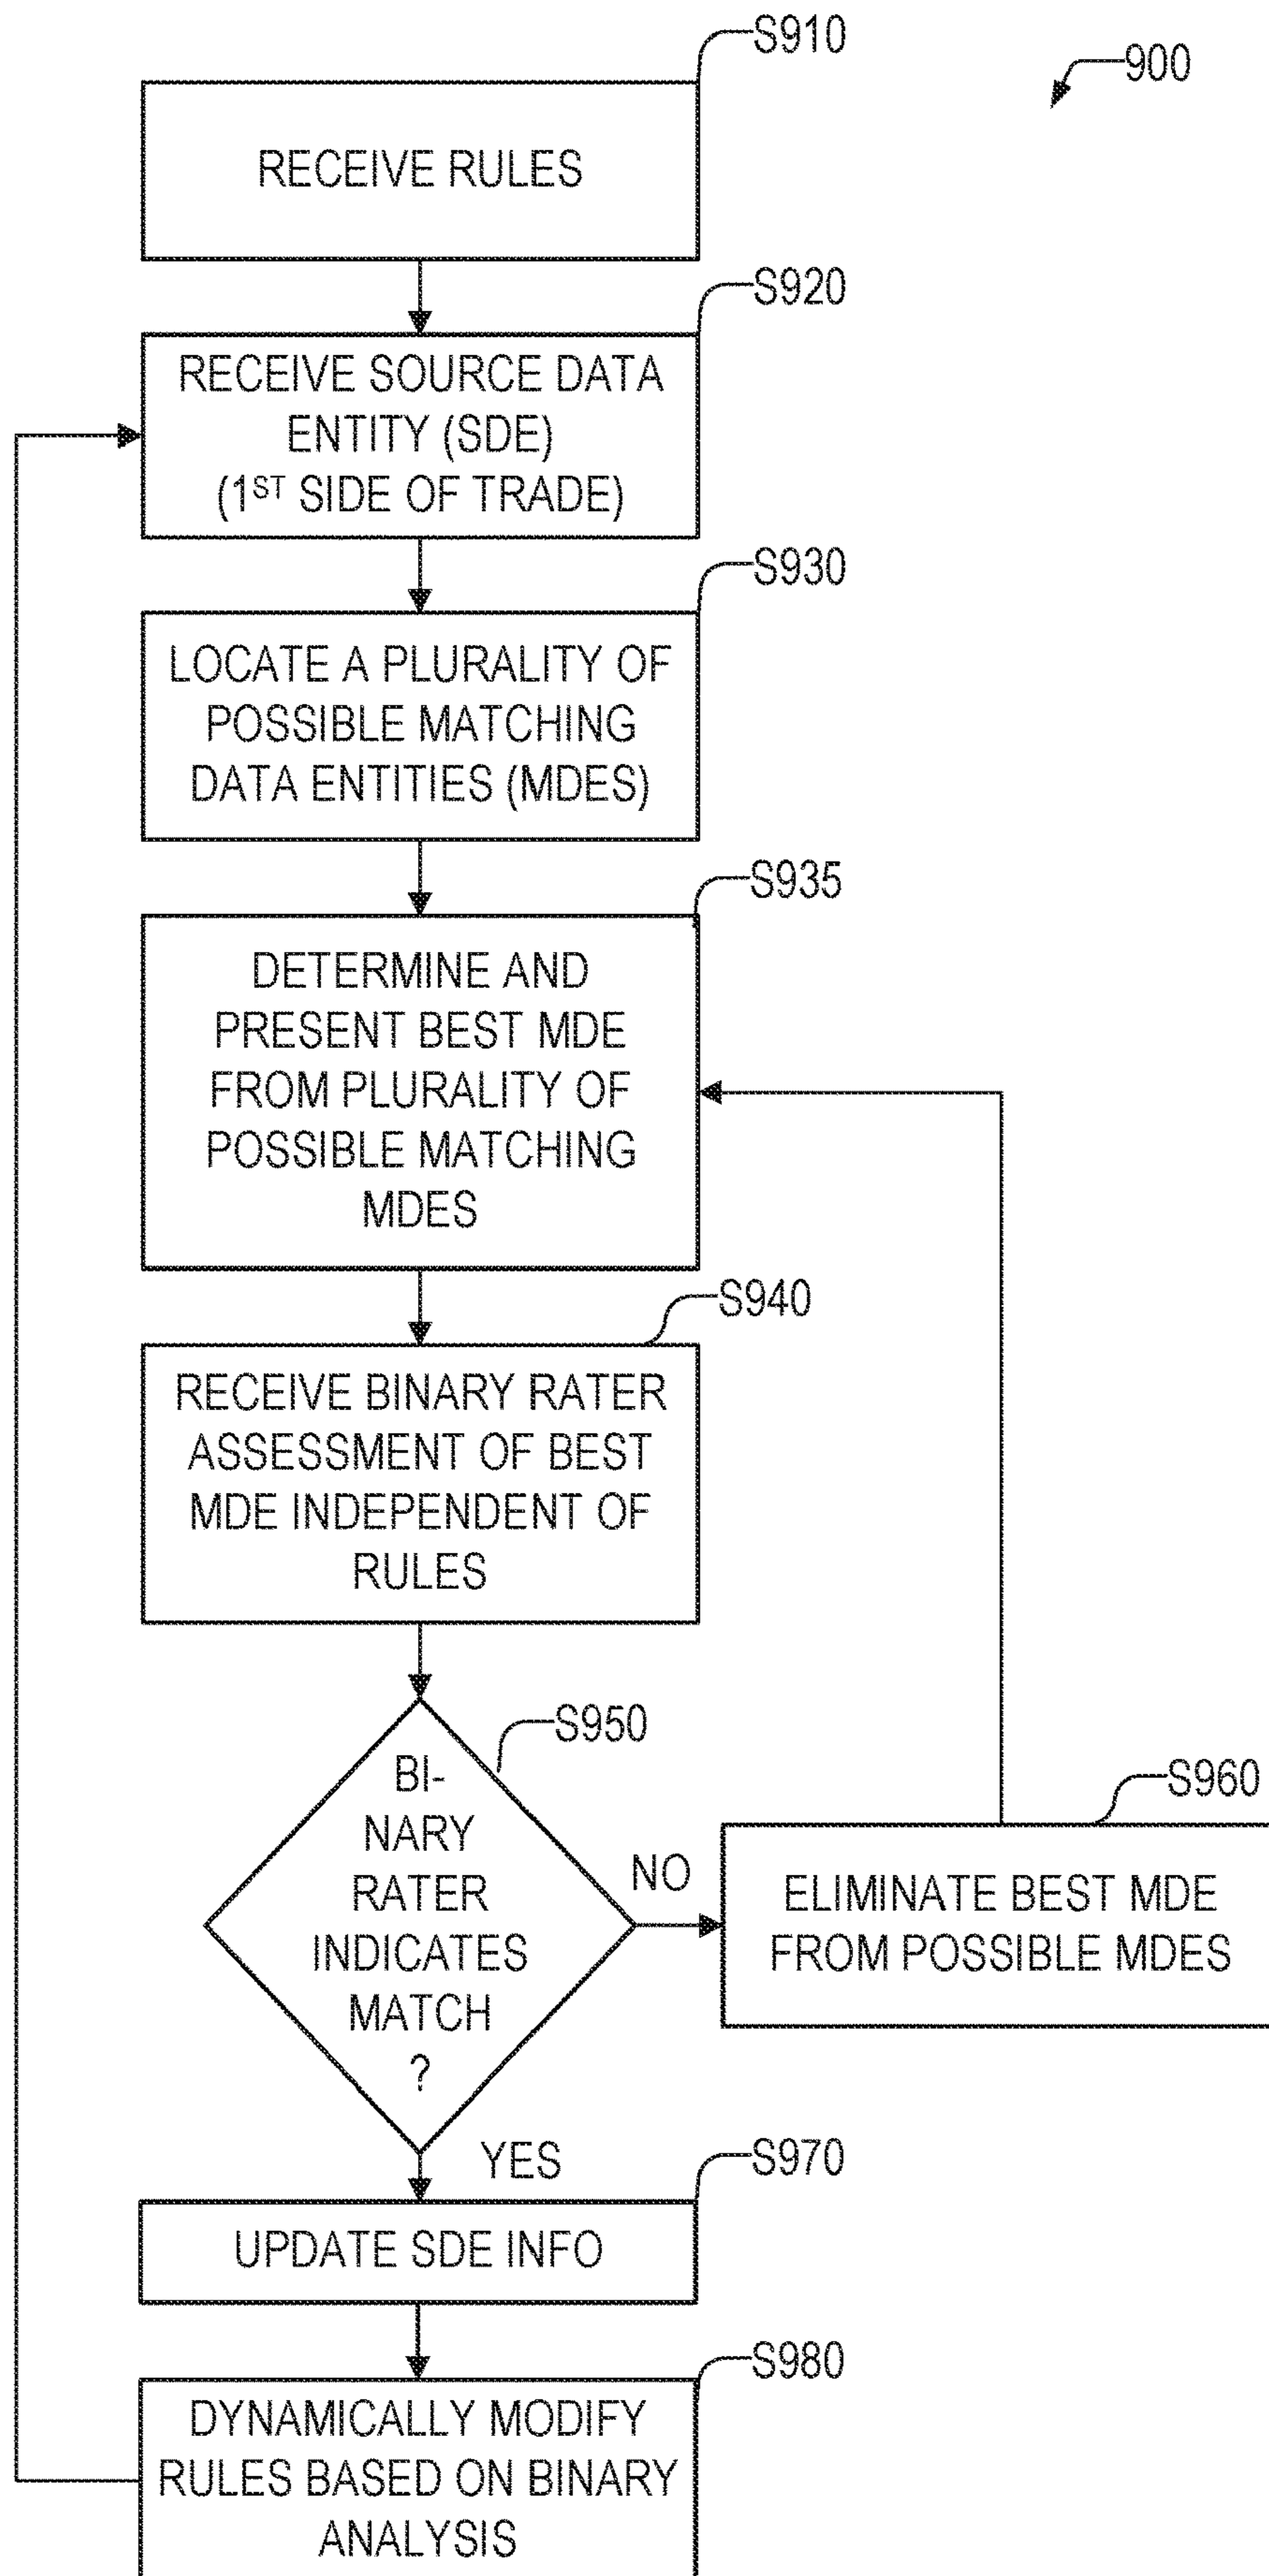 S910
900
RECEIVE RULES
S920
RECEIVE SOURCE DATA
ENTITY (SDE)
(1ST SIDE OF TRADE)
S930
LOCATE A PLURALITY OF
POSSIBLE MATCHING
DATA ENTITIES (MDES)
S935
DETERMINE AND
PRESENT BEST MDE
FROM PLURALITY OF
POSSIBLE MATCHING
MDES
S940
RECEIVE BINARY RATER
ASSESSMENT OF BEST
MDE INDEPENDENT OF
RULES
S950
BI-
NARY
RATER
INDICATES
MATCH
?
NO
S960
ELIMINATE BEST MDE
FROM POSSIBLE MDES
YES
S970
UPDATE SDE INFO
S980
DYNAMICALLY MODIFY
RULES BASED ON BINARY
ANALYSIS